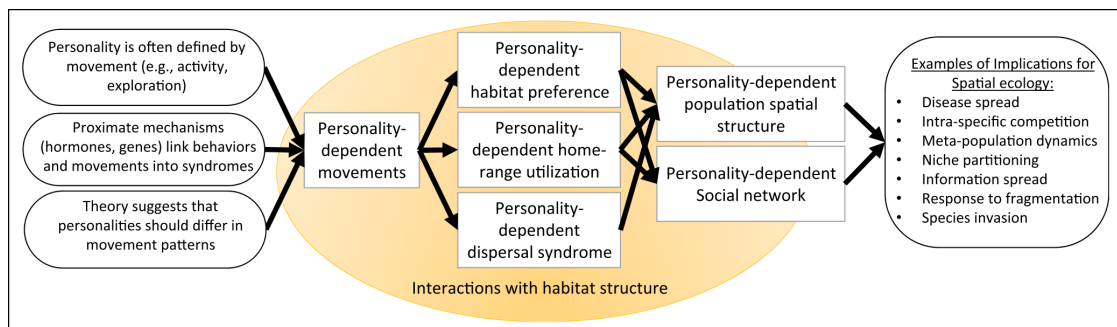 Personality is often defined by
movement (e.g., activity,
exploration)
Proximate mechanisms
(hormones, genes) link behaviors
and movements into syndromes
Theory suggests that
personalities should differ in
movement patterns
Personality-
dependent
movements
Personality-
dependent
habitat preference
Personality-
dependent home-
range utilization
Personality-
dependent
dispersal syndrome
Interactions with habitat structure
Personality-dependent
population spatial
structure
Personality-dependent
Social network
Examples of Implications for
Spatial ecology:
• Disease spread
• Intra-specific competition
• Meta-population dynamics
• Niche partitioning
• Information spread
• Response to fragmentation
• Species invasion